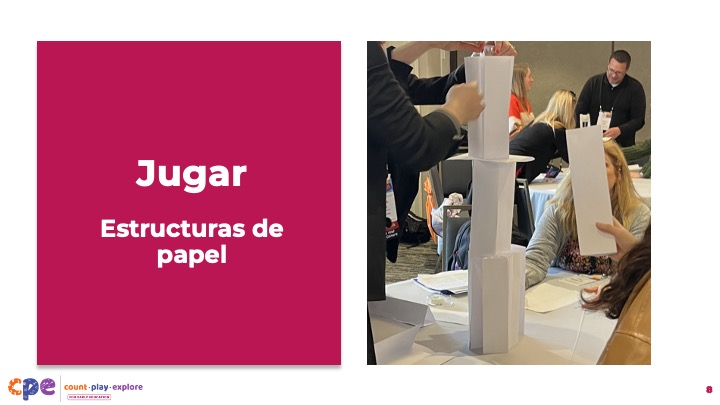 Jugar
Estructuras de
papel
cpe
count·play·explore
8